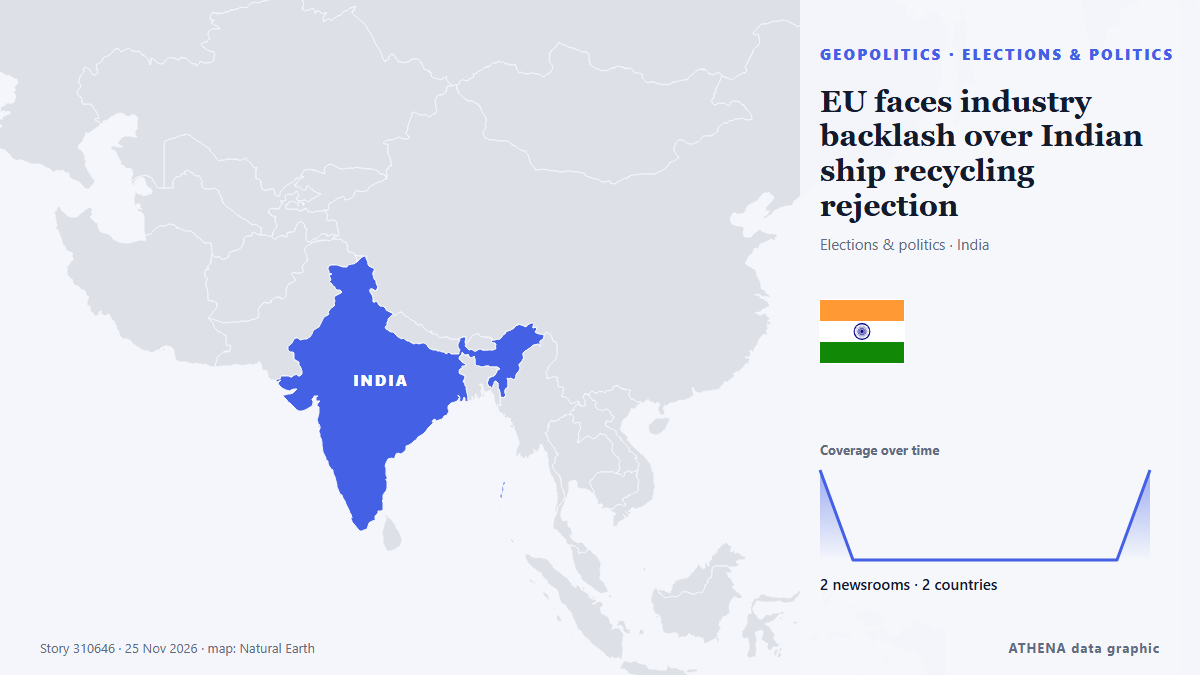 GEOPOLITICS · ELECTIONS & POLITICS
EU faces industry
backlash over Indian
ship recycling
rejection
Elections & politics · India
INDIA
Coverage over time
2 newsrooms · 2 countries
Story 310646 · 25 Nov 2026 · map: Natural Earth
ATHENA data graphic